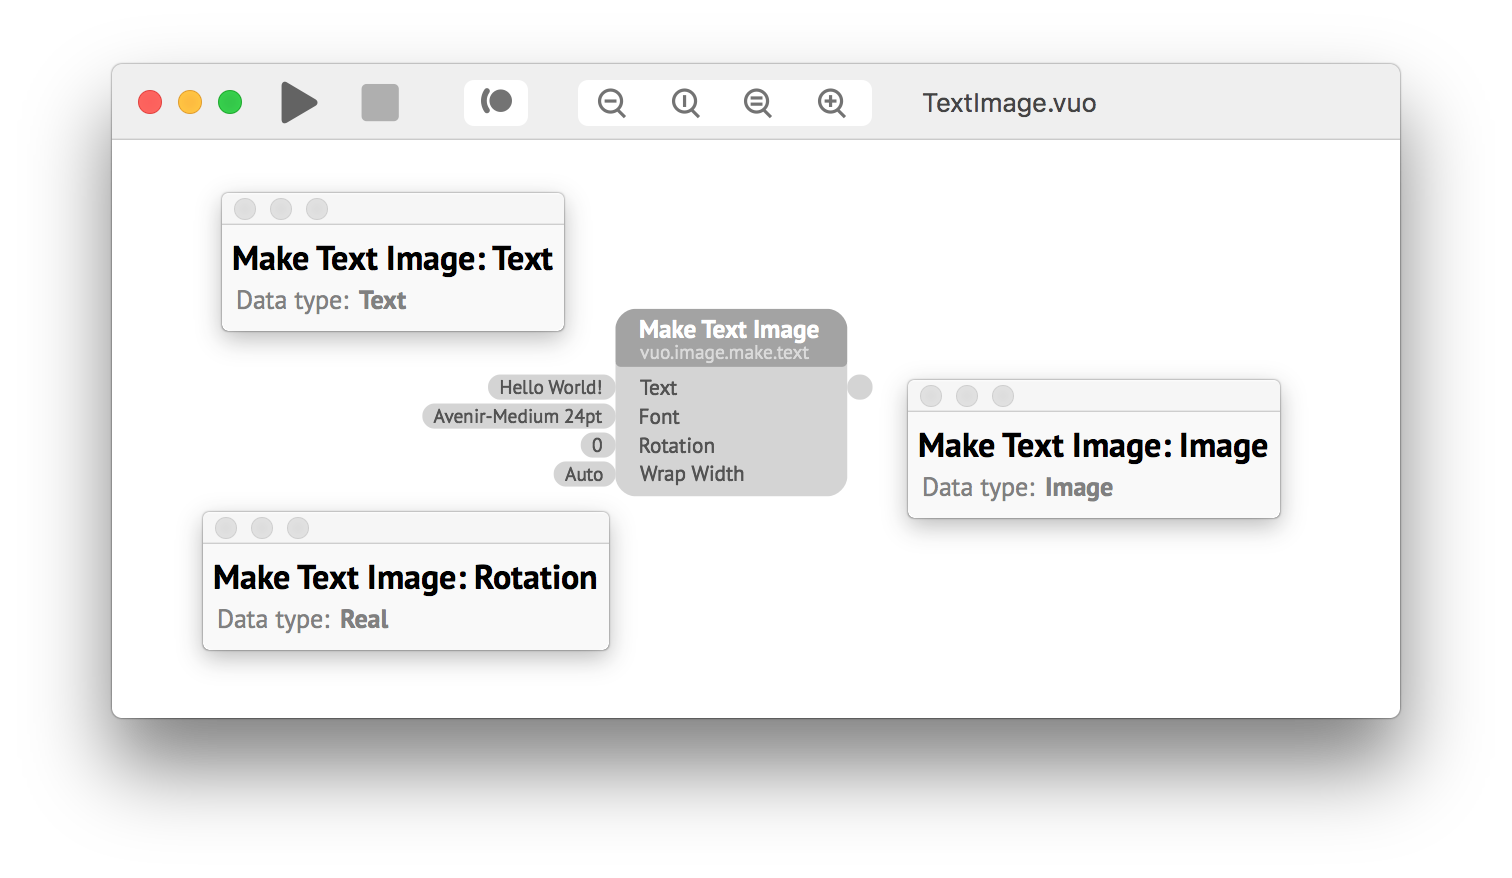 TextImage.vuo
Make Text Image: Text
Data type: Text
Make Text Image
vuo.image.make.text
Hello World! Text
Avenir-Medium 24pt Font
0 Rotation
Auto Wrap Width
Make Text Image: Image
Data type: Image
Make Text Image: Rotation
Data type: Real